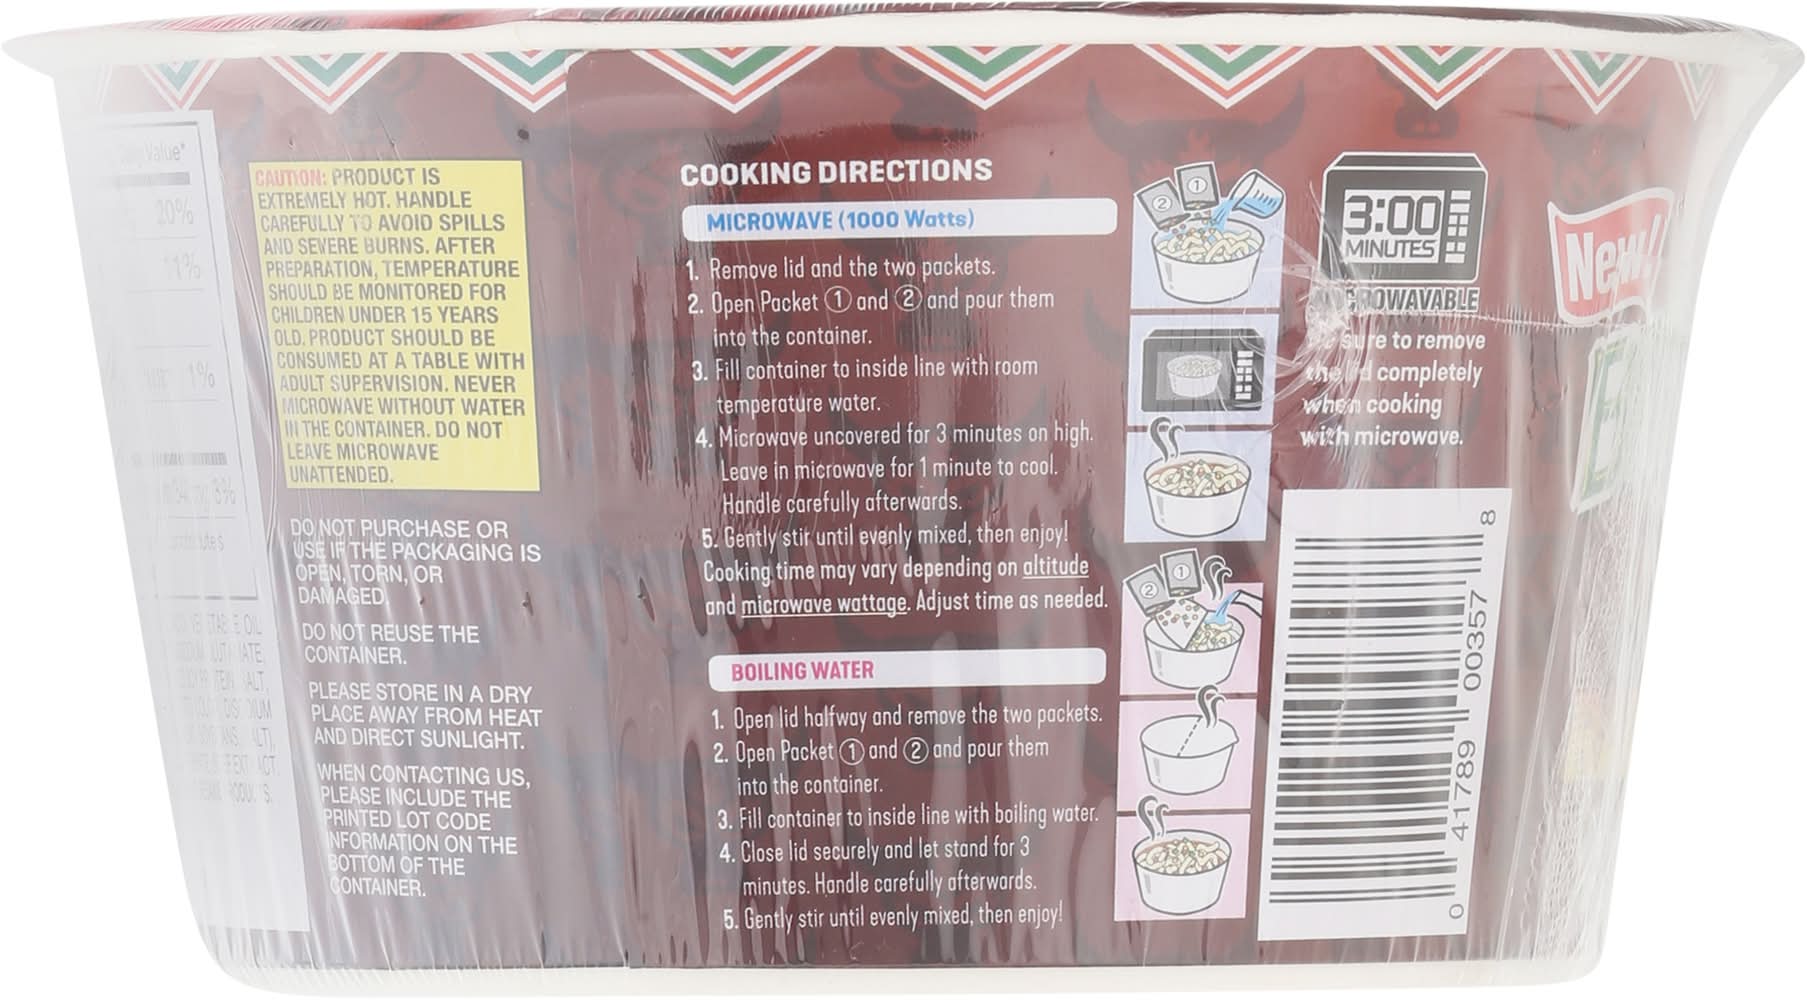 Daily Value*
20%
11%
1%
3%
CAUTION: PRODUCT IS
EXTREMELY HOT. HANDLE
CAREFULLY TO AVOID SPILLS
AND SEVERE BURNS. AFTER
PREPARATION, TEMPERATURE
SHOULD BE MONITORED FOR
CHILDREN UNDER 15 YEARS
OLD. PRODUCT SHOULD BE
CONSUMED AT A TABLE WITH
ADULT SUPERVISION. NEVER
MICROWAVE WITHOUT WATER
IN THE CONTAINER. DO NOT
LEAVE MICROWAVE
UNATTENDED.
DO NOT PURCHASE OR
USE IF THE PACKAGING IS
OPEN, TORN, OR
DAMAGED.
DO NOT REUSE THE
CONTAINER.
PLEASE STORE IN A DRY
PLACE AWAY FROM HEAT
AND DIRECT SUNLIGHT.
WHEN CONTACTING US,
PLEASE INCLUDE THE
PRINTED LOT CODE
INFORMATION ON THE
BOTTOM OF THE
CONTAINER.
COOKING DIRECTIONS
MICROWAVE (1000 Watts)
1. Remove lid and the two packets.
2. Open Packet ① and ② and pour them
into the container.
3. Fill container to inside line with room
temperature water.
4. Microwave uncovered for 3 minutes on high.
Leave in microwave for 1 minute to cool.
Handle carefully afterwards.
5. Gently stir until evenly mixed, then enjoy!
Cooking time may vary depending on altitude
and microwave wattage. Adjust time as needed.
BOILING WATER
1. Open lid halfway and remove the two packets.
2. Open Packet ① and ② and pour them
into the container.
3. Fill container to inside line with boiling water.
4. Close lid securely and let stand for 3
minutes. Handle carefully afterwards.
5. Gently stir until evenly mixed, then enjoy!
② ①
② ①
3:00
MINUTES
MICROWAVABLE
Be sure to remove
the lid completely
when cooking
with microwave.
0 41789 00357 8
New!